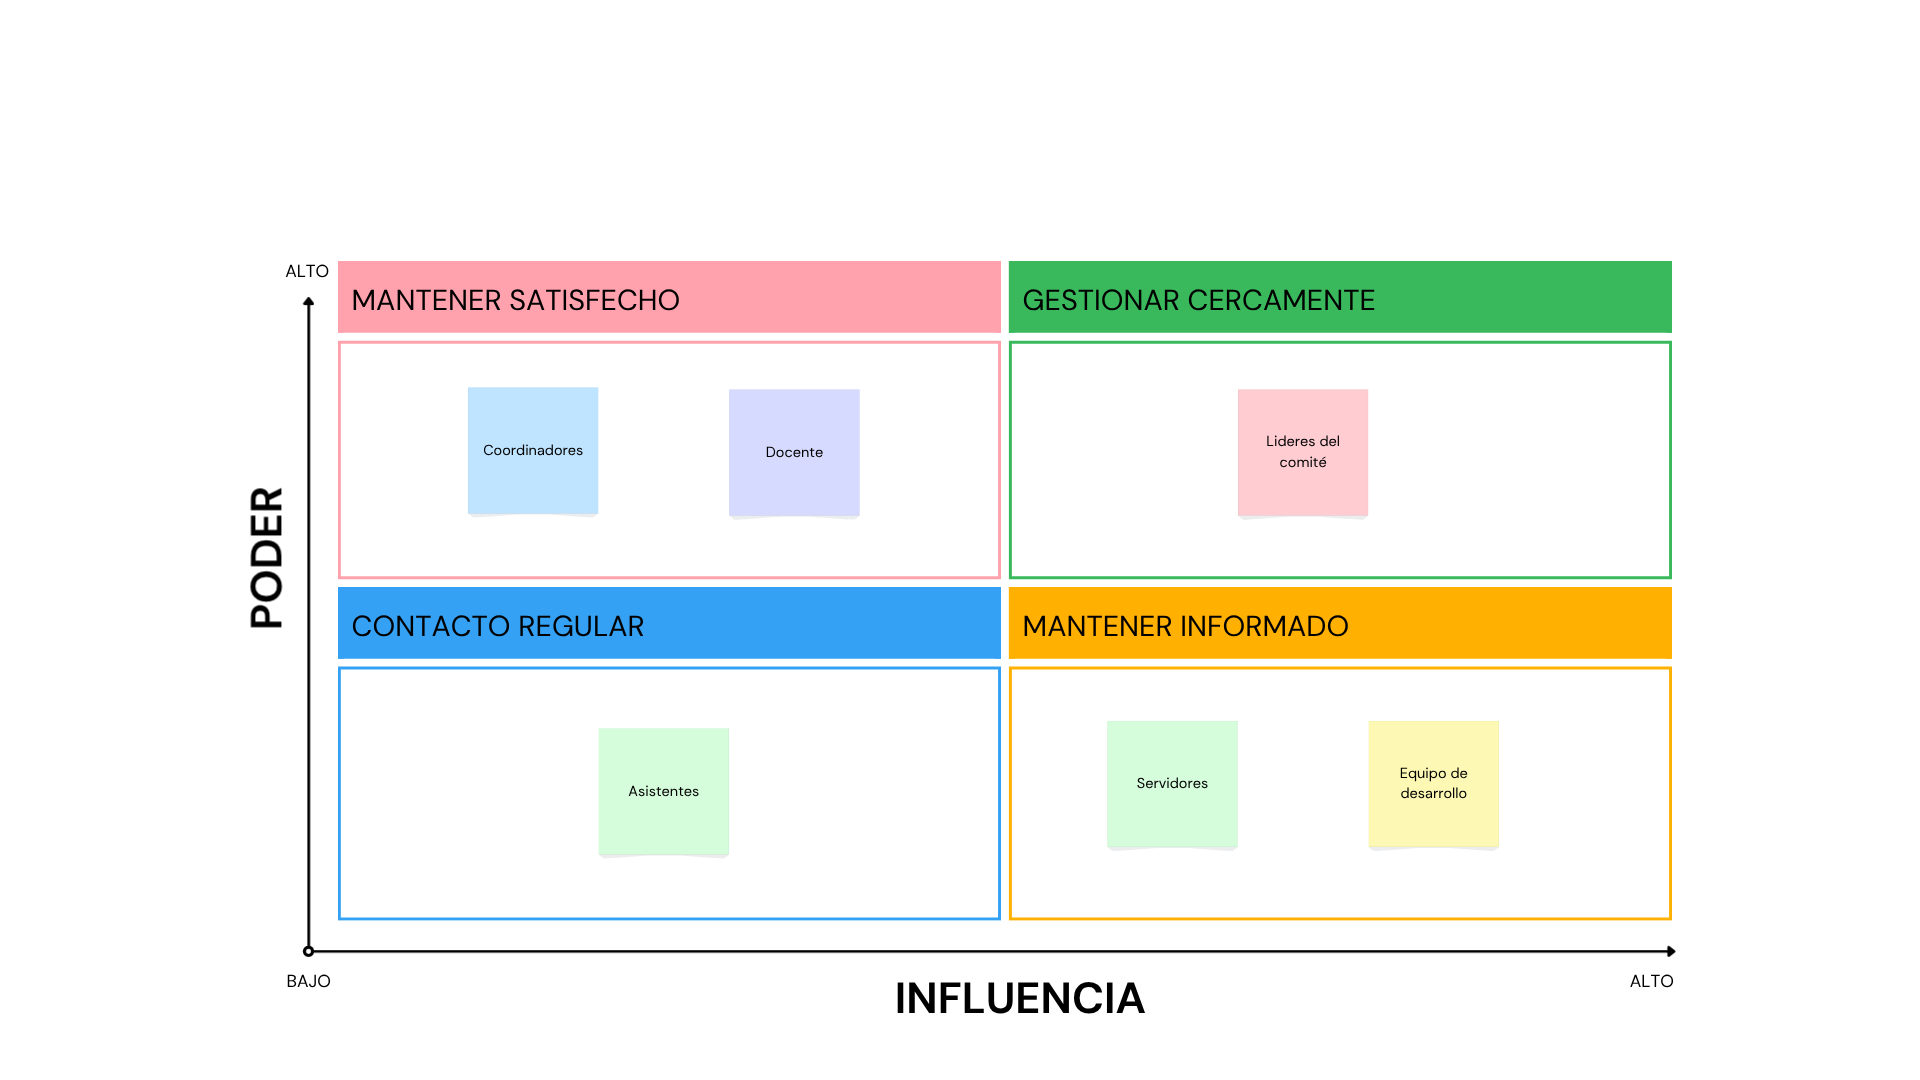 ALTO
MANTENER SATISFECHO
GESTIONAR CERCAMENTE
Coordinadores
Docente
Lideres del
comité
PODER
CONTACTO REGULAR
MANTENER INFORMADO
Asistentes
Servidores
Equipo de
desarrollo
BAJO
INFLUENCIA
ALTO